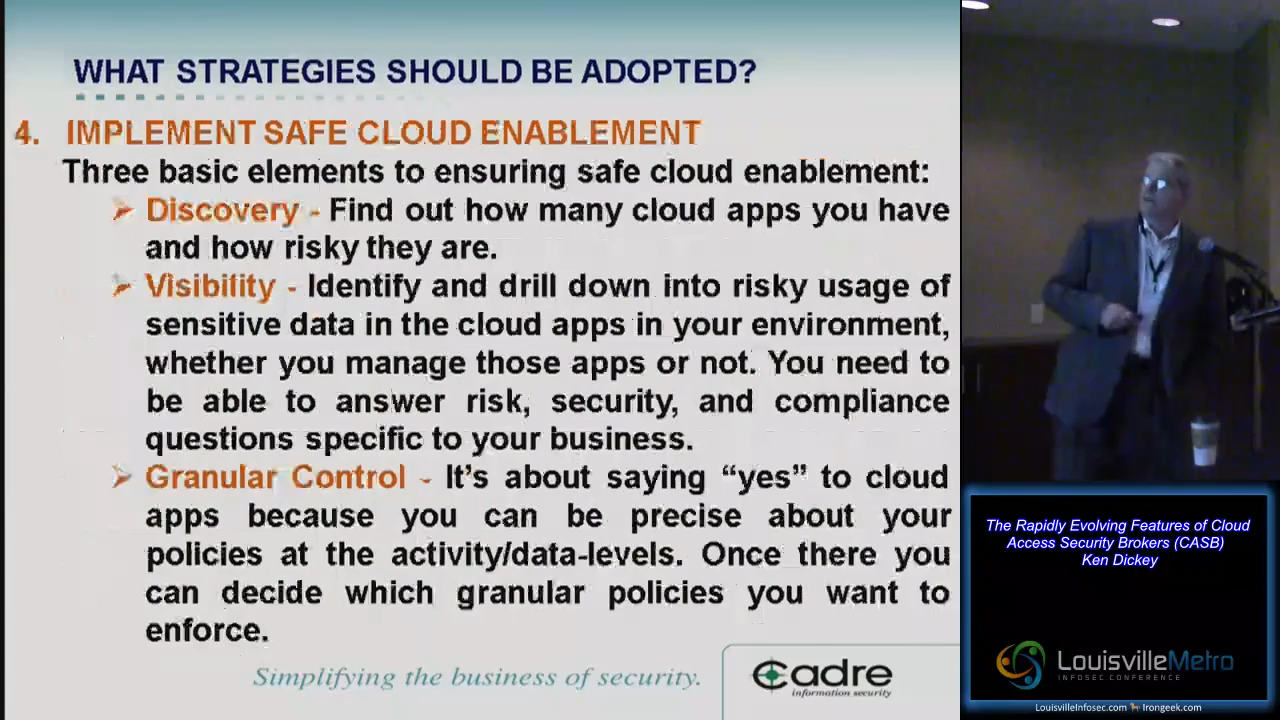 WHAT STRATEGIES SHOULD BE ADOPTED?
4. IMPLEMENT SAFE CLOUD ENABLEMENT
Three basic elements to ensuring safe cloud enablement:
Discovery - Find out how many cloud apps you have
and how risky they are.
Visibility - Identify and drill down into risky usage of
sensitive data in the cloud apps in your environment,
whether you manage those apps or not. You need to
be able to answer risk, security, and compliance
questions specific to your business.
Granular Control - It's about saying “yes” to cloud
apps because you can be precise about your
policies at the activity/data-levels. Once there you
can decide which granular policies you want to
enforce.
Simplifying the business of security.
Cadre
information security
The Rapidly Evolving Features of Cloud
Access Security Brokers (CASB)
Ken Dickey
LouisvilleMetro
INFOSEC CONFERENCE
LouisvilleInfosec.com Irongeek.com